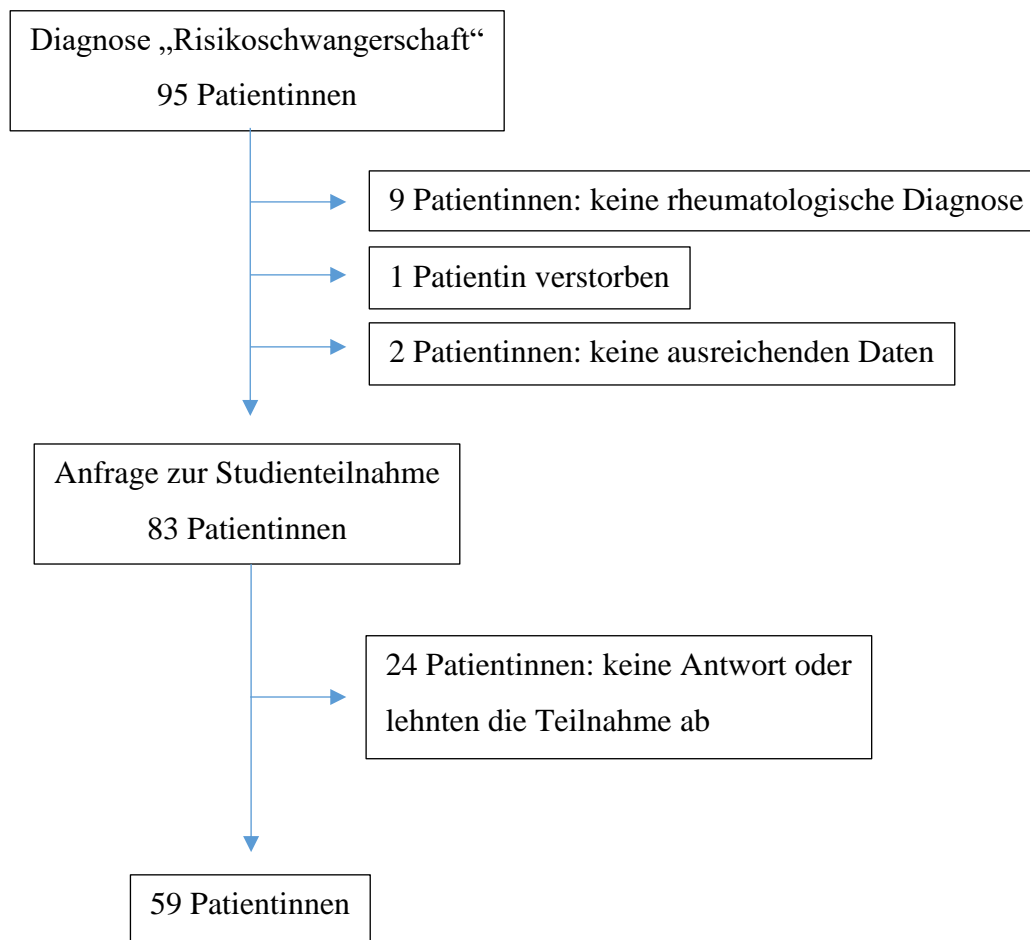 Diagnose „Risikoschwangerschaft“
95 Patientinnen
9 Patientinnen: keine rheumatologische Diagnose
1 Patientin verstorben
2 Patientinnen: keine ausreichenden Daten
Anfrage zur Studienteilnahme
83 Patientinnen
24 Patientinnen: keine Antwort oder
lehnten die Teilnahme ab
59 Patientinnen